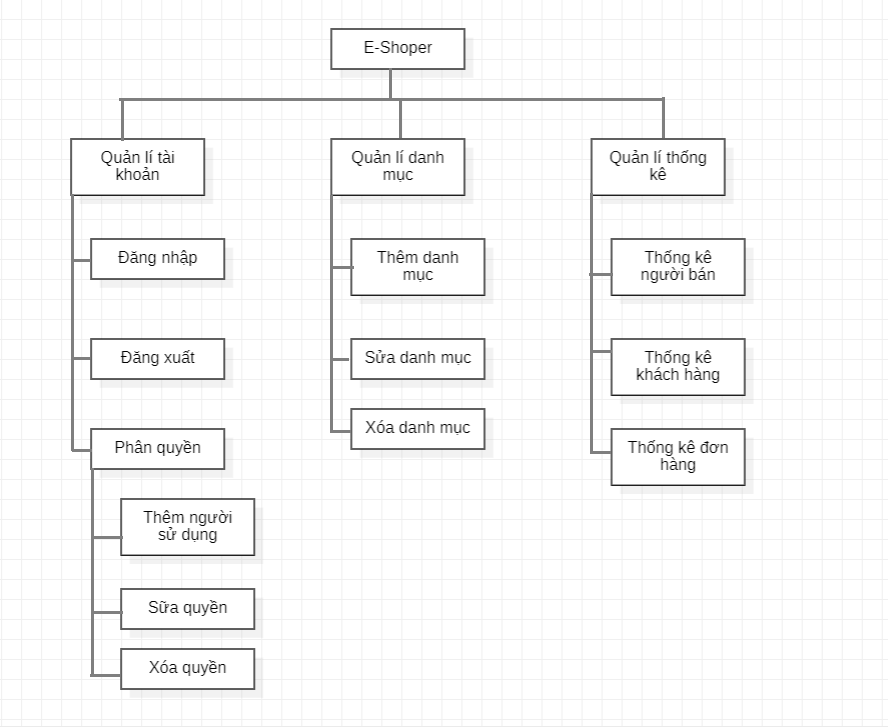 E-Shoper
Quản lí tài
khoản
Đăng nhập
Đăng xuất
Phân quyền
Thêm người
sử dụng
Sữa quyền
Xóa quyền
Quản lí danh
mục
Thêm danh
mục
Sửa danh mục
Xóa danh mục
Quản lí thống
kê
Thống kê
người bán
Thống kê
khách hàng
Thống kê đơn
hàng